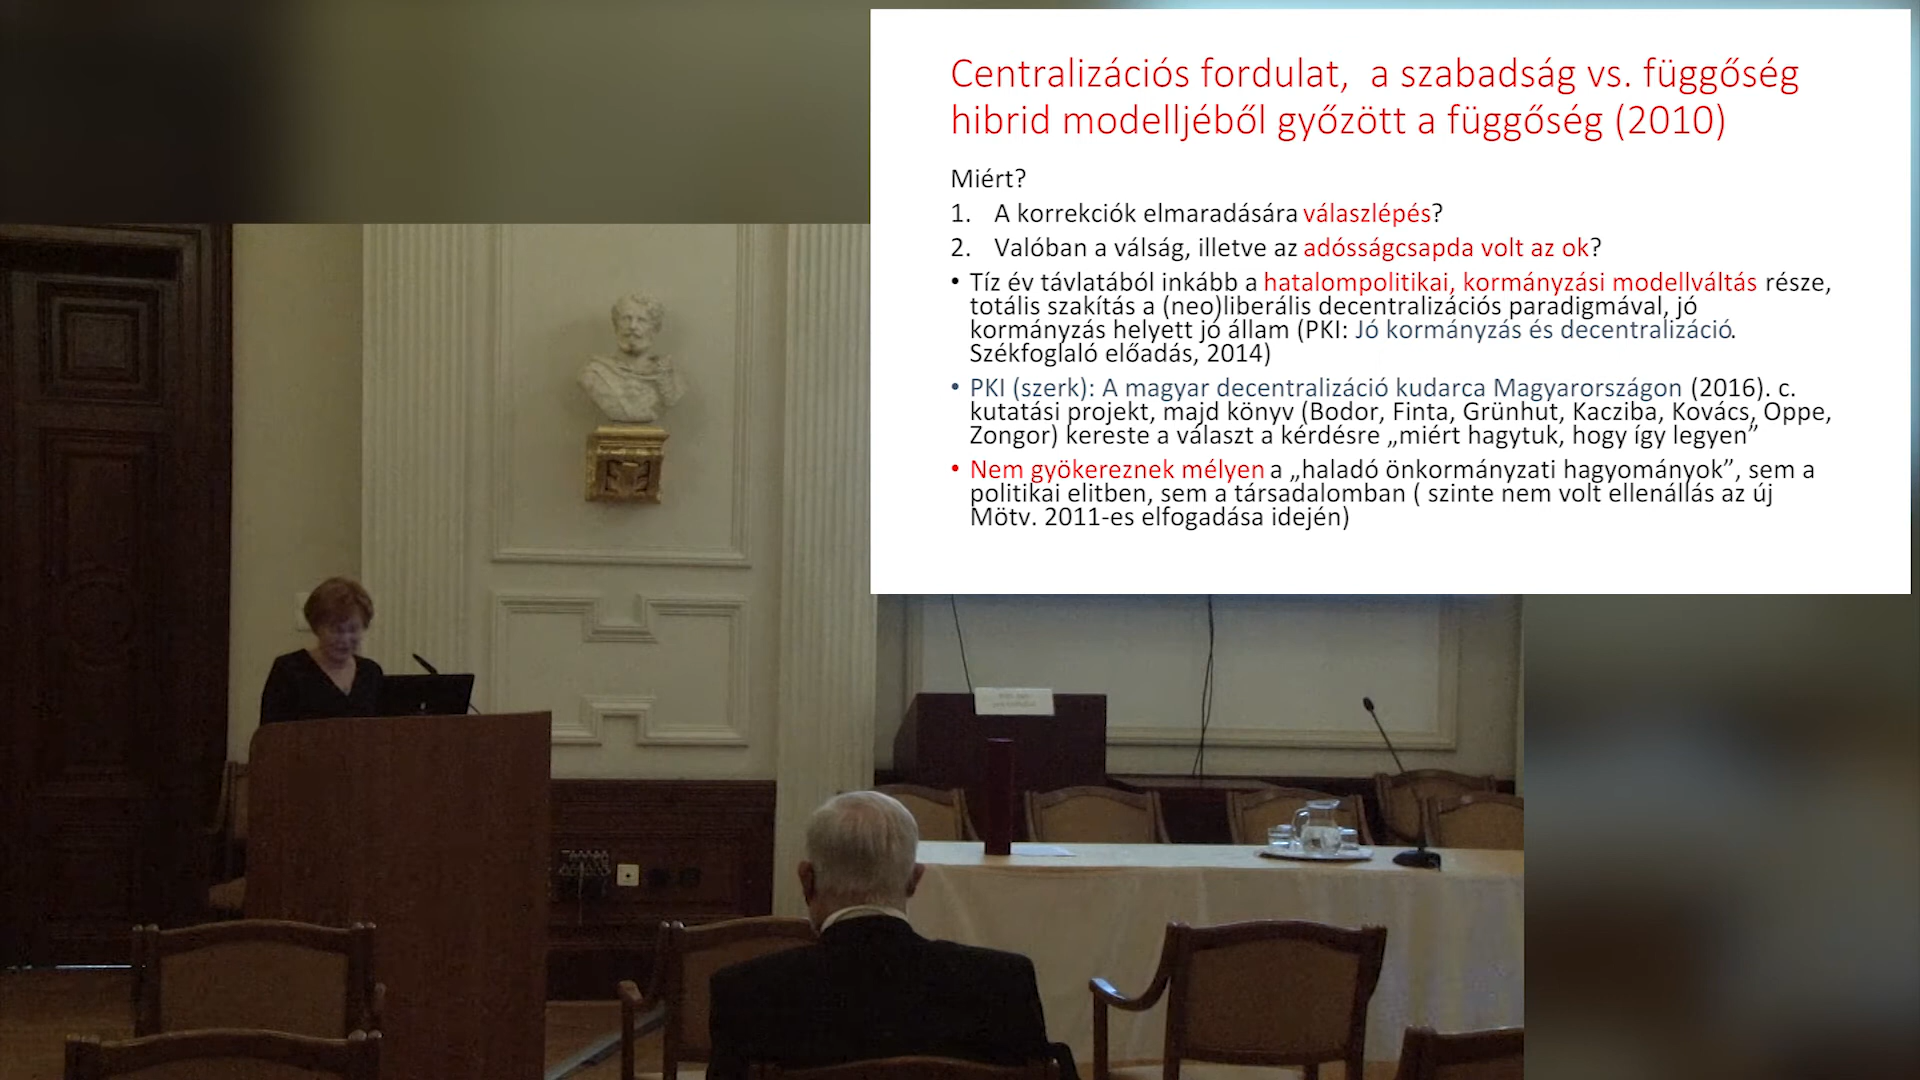 Centralizációs fordulat, a szabadság vs. függőség
hibrid modelljéből győzött a függőség (2010)
Miért?
1. A korrekciók elmaradására válaszlépés?
2. Valóban a válság, illetve az adósságcsapda volt az ok?
• Tíz év távlatából inkább a hatalompolitikai, kormányzási modellváltás része,
totális szakítás a (neo)liberális decentralizációs paradigmával, jó
kormányzás helyett jó állam (PKI: Jó kormányzás és decentralizáció.
Székfoglaló előadás, 2014)
• PKI (szerk): A magyar decentralizáció kudarca Magyarországon (2016). c.
kutatási projekt, majd könyv (Bodor, Finta, Grünhut, Kacziba, Kovács, Oppe,
Zongor) kereste a választ a kérdésre „miért hagytuk, hogy így legyen”
• Nem gyökereznek mélyen a „haladó önkormányzati hagyományok”, sem a
politikai elitben, sem a társadalomban ( szinte nem volt ellenállás az új
Mötv. 2011-es elfogadása idején)